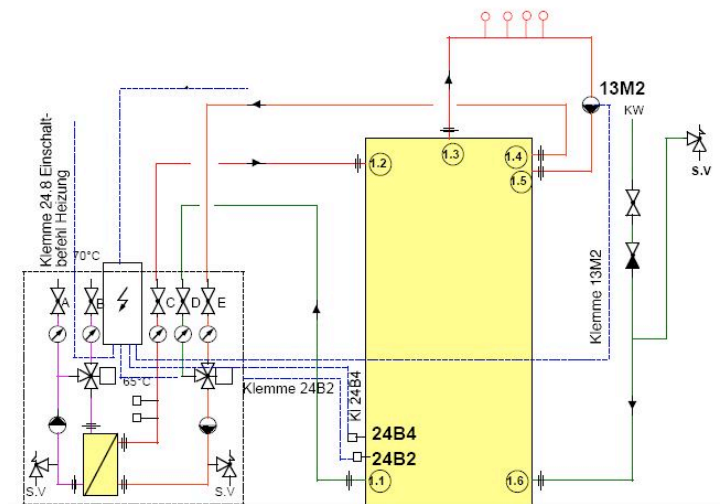 13M2
KW
S.V
1.3
1.2
1.4
1.5
Klemme 24.8 Einschalt-
befehl Heizung
70°C
A
B
C
D
E
Klemme 13M2
65°C
Klemme 24B2
Kl 24B4
24B4
24B2
S.V
S.V
1.1
1.6